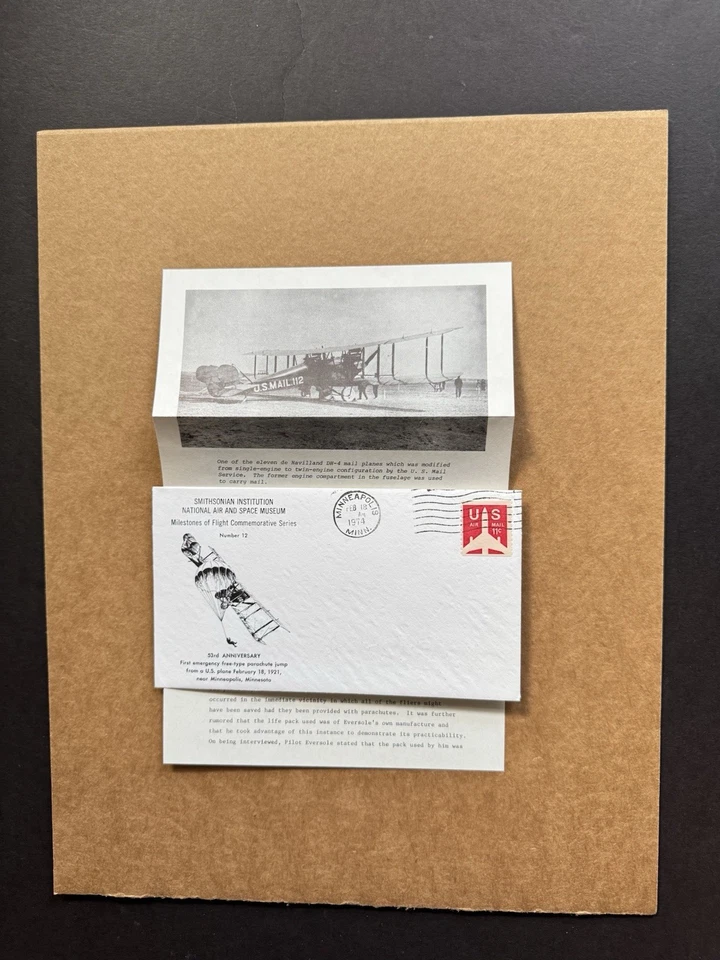 U.S.MAIL 112
One of the eleven de Havilland DH-4 mail planes which was modified
from single-engine to twin-engine configuration by the U. S. Mail
Service. The former engine compartment in the fuselage was used
to carry mail.
SMITHSONIAN INSTITUTION
NATIONAL AIR AND SPACE MUSEUM
Milestones of Flight Commemorative Series
Number 12
MINNEAPOLIS
FEB 18
1974
MINN.
US
AIR MAIL
11c
53rd ANNIVERSARY
First emergency free-type parachute jump
from a U.S. plane February 18, 1921,
near Minneapolis, Minnesota
occurred in the immediate vicinity in which all of the fliers might
have been saved had they been provided with parachutes. It was further
rumored that the life pack used was of Eversole's own manufacture and
that he took advantage of this instance to demonstrate its practicability.
On being interviewed, Pilot Eversole stated that the pack used by him was